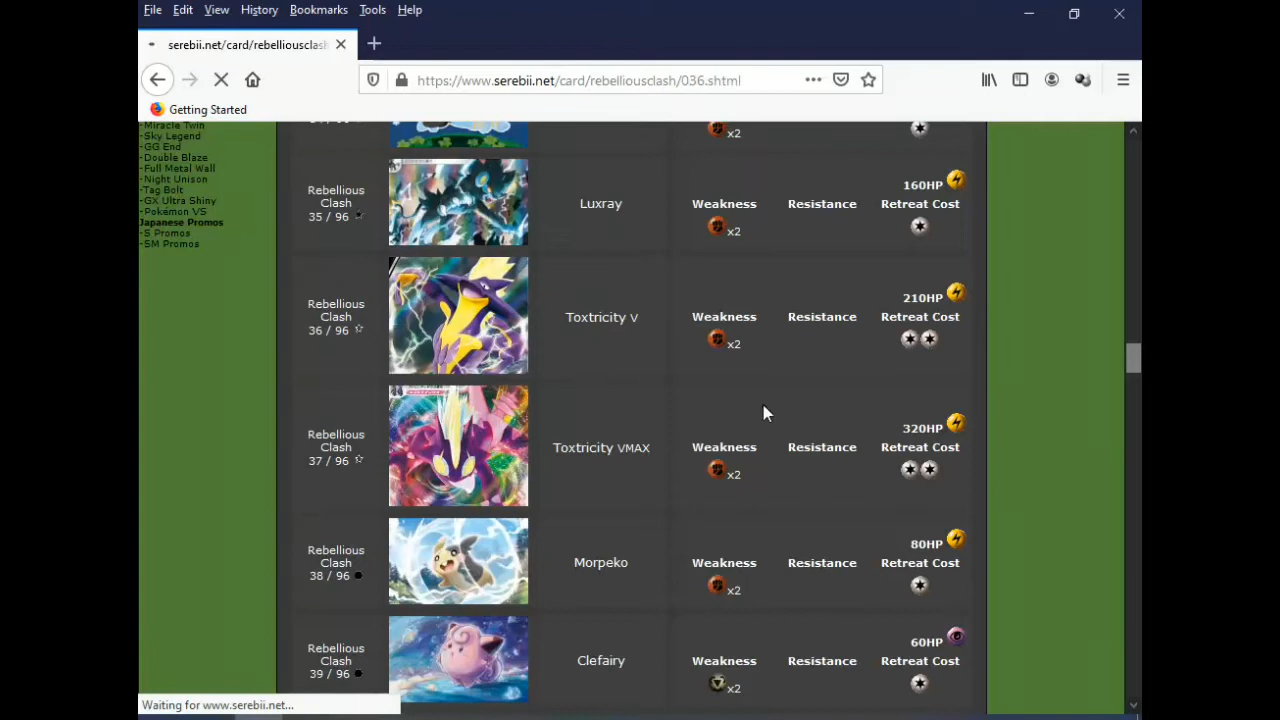 File Edit View History Bookmarks Tools Help
serebii.net/card/rebelliousclash
https://www.serebii.net/card/rebelliousclash/036.shtml
Getting Started
-Miracle Twin
-Sky Legend
-GG End
-Double Blaze
-Full Metal Wall
-Night Unison
-Tag Bolt
-GX Ultra Shiny
-Pokémon VS
Japanese Promos
-S Promos
-SM Promos
x2
Rebellious
Clash
35 / 96
Luxray
160HP
Weakness Resistance Retreat Cost
x2
Rebellious
Clash
36 / 96
Toxtricity V
210HP
Weakness Resistance Retreat Cost
x2
Rebellious
Clash
37 / 96
Toxtricity VMAX
320HP
Weakness Resistance Retreat Cost
x2
Rebellious
Clash
38 / 96
Morpeko
80HP
Weakness Resistance Retreat Cost
x2
Rebellious
Clash
39 / 96
Clefairy
60HP
Weakness Resistance Retreat Cost
x2
Waiting for www.serebii.net...